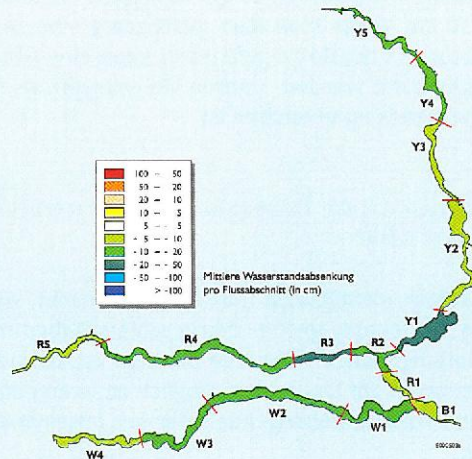 Y5
Y4
Y3
100 -- 50
50 -- 20
20 -- 10
10 -- 5
5 -- 5
- 5 -- 10
- 10 -- 20
- 20 -- 50
- 50 -- 100
> -100
Mittlere Wasserstandsabsenkung
pro Flussabschnitt (in cm)
Y2
Y1
R5
R4
R3
R2
R1
B1
W1
W2
W3
W4